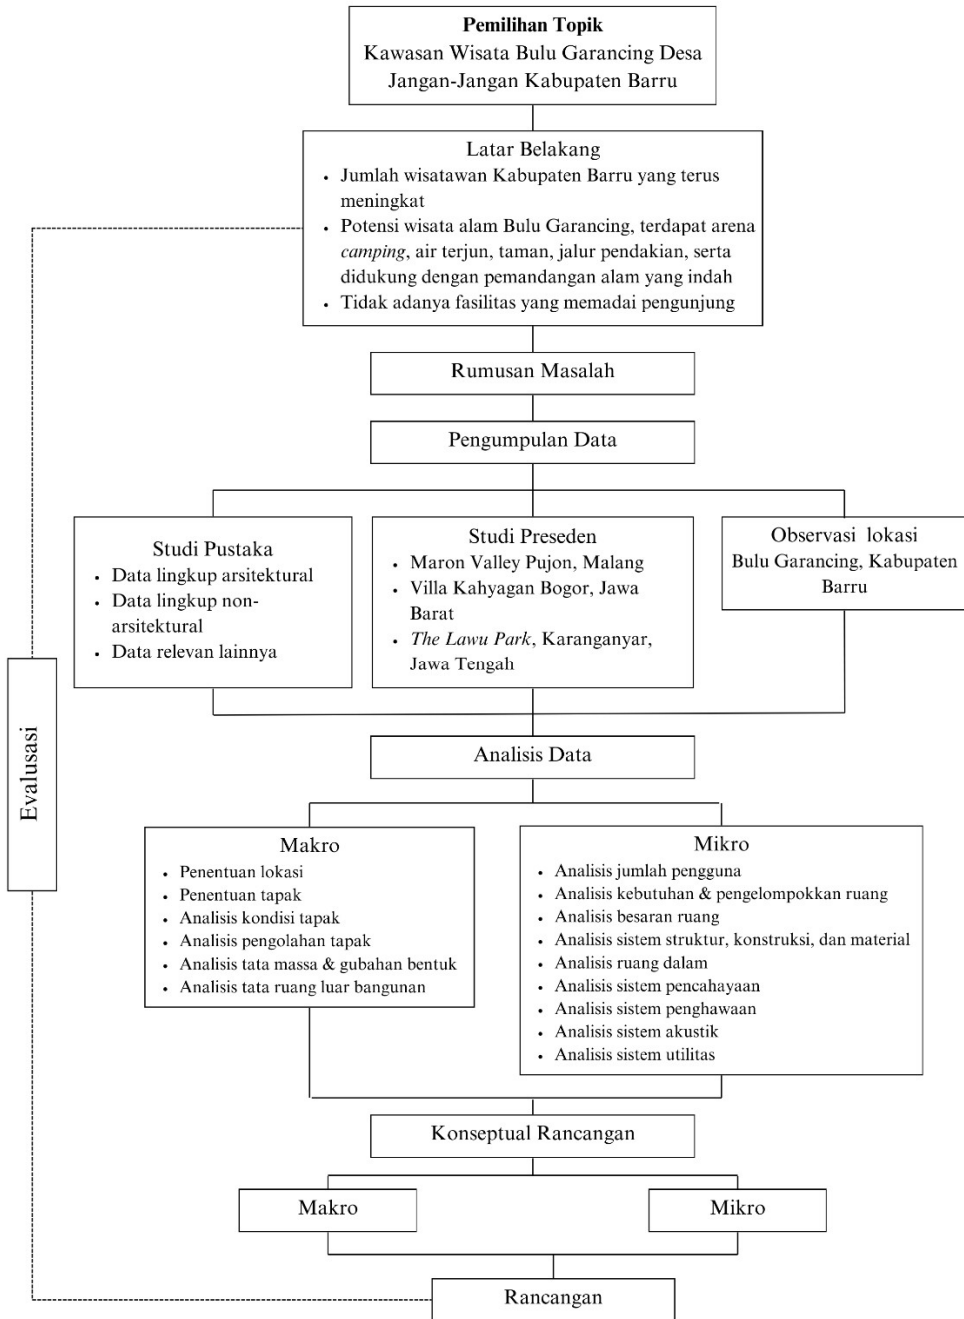 Pemilihan Topik
Kawasan Wisata Bulu Garancing Desa
Jangan-Jangan Kabupaten Barru
Latar Belakang
• Jumlah wisatawan Kabupaten Barru yang terus
meningkat
• Potensi wisata alam Bulu Garancing, terdapat arena
camping, air terjun, taman, jalur pendakian, serta
didukung dengan pemandangan alam yang indah
• Tidak adanya fasilitas yang memadai pengunjung
Rumusan Masalah
Pengumpulan Data
Studi Pustaka
• Data lingkup arsitektural
• Data lingkup non-
arsitektural
• Data relevan lainnya
Studi Preseden
• Maron Valley Pujon, Malang
• Villa Kahyagan Bogor, Jawa
Barat
• The Lawu Park, Karanganyar,
Jawa Tengah
Observasi lokasi
Bulu Garancing, Kabupaten
Barru
Evalusasi
Analisis Data
Makro
• Penentuan lokasi
• Penentuan tapak
• Analisis kondisi tapak
• Analisis pengolahan tapak
• Analisis tata massa & gubahan bentuk
• Analisis tata ruang luar bangunan
Mikro
• Analisis jumlah pengguna
• Analisis kebutuhan & pengelompokkan ruang
• Analisis besaran ruang
• Analisis sistem struktur, konstruksi, dan material
• Analisis ruang dalam
• Analisis sistem pencahayaan
• Analisis sistem penghawaan
• Analisis sistem akustik
• Analisis sistem utilitas
Konseptual Rancangan
Makro
Mikro
Rancangan